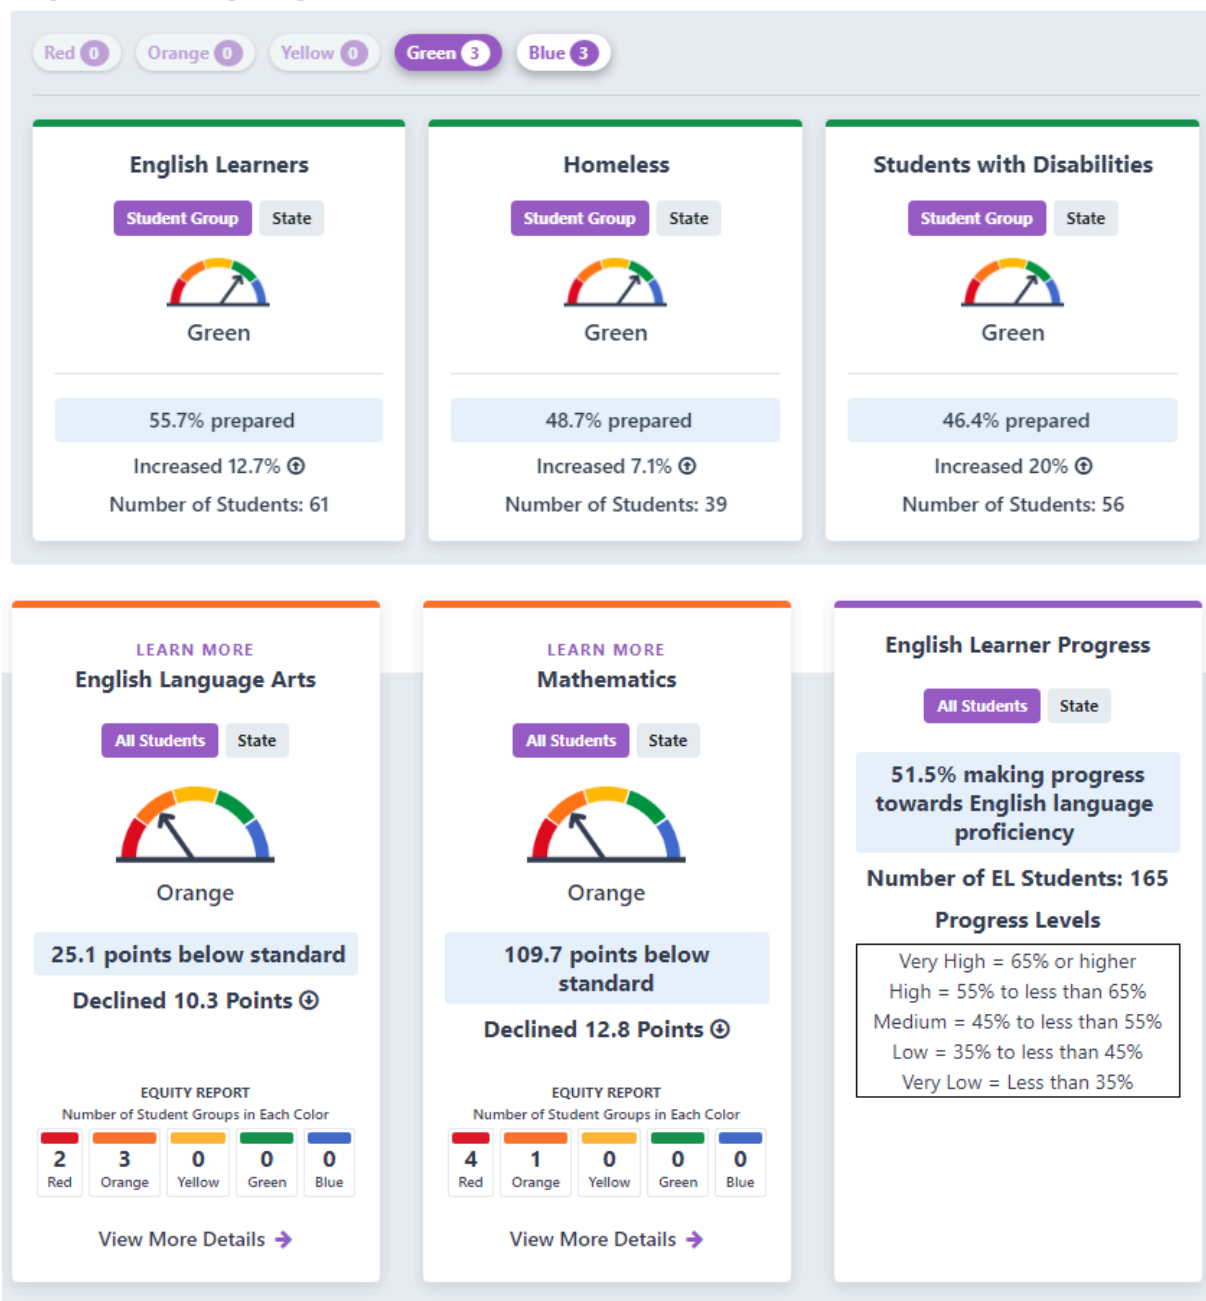 Red 0 Orange 0 Yellow 0 Green 3 Blue 3
English Learners
Student Group State
Green
55.7% prepared
Increased 12.7%
Number of Students: 61
Homeless
Student Group State
Green
48.7% prepared
Increased 7.1%
Number of Students: 39
Students with Disabilities
Student Group State
Green
46.4% prepared
Increased 20%
Number of Students: 56
LEARN MORE
English Language Arts
All Students State
Orange
25.1 points below standard
Declined 10.3 Points
EQUITY REPORT
Number of Student Groups in Each Color
2 3 0 0 0
Red Orange Yellow Green Blue
View More Details
LEARN MORE
Mathematics
All Students State
Orange
109.7 points below
standard
Declined 12.8 Points
EQUITY REPORT
Number of Student Groups in Each Color
4 1 0 0 0
Red Orange Yellow Green Blue
View More Details
English Learner Progress
All Students State
51.5% making progress
towards English language
proficiency
Number of EL Students: 165
Progress Levels
Very High = 65% or higher
High = 55% to less than 65%
Medium = 45% to less than 55%
Low = 35% to less than 45%
Very Low = Less than 35%